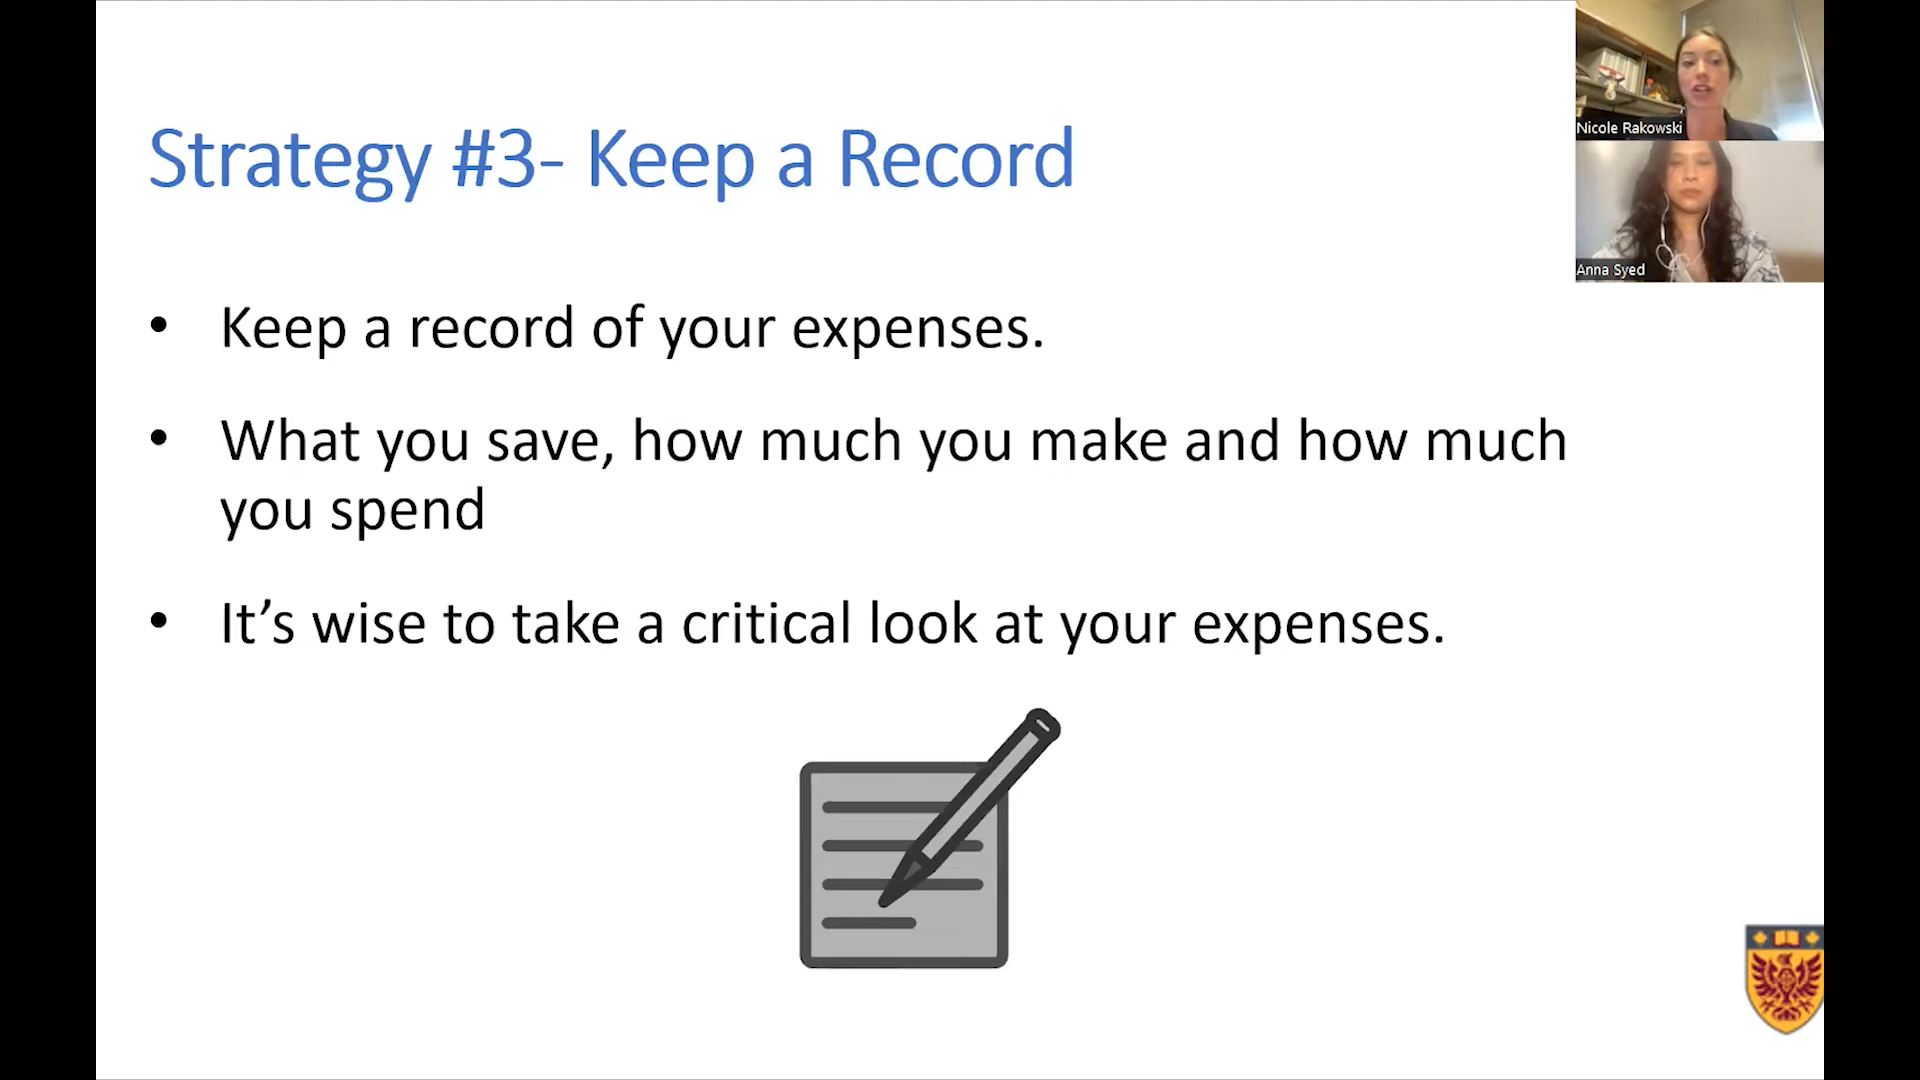 Strategy #3- Keep a Record
• Keep a record of your expenses.
• What you save, how much you make and how much
you spend
• It’s wise to take a critical look at your expenses.
Nicole Rakowski
Anna Syed